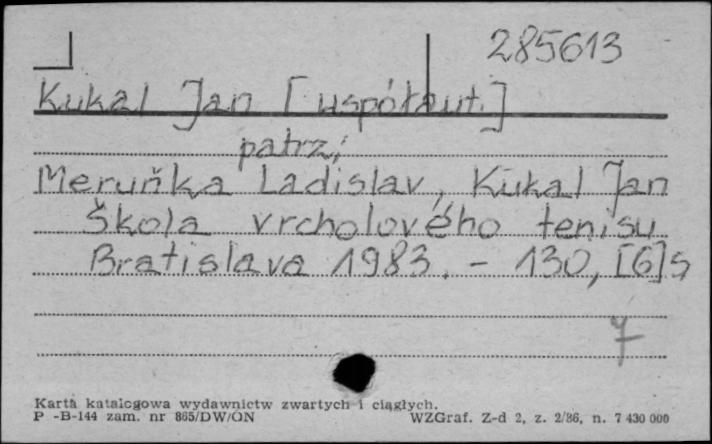 285613
Kukal Jan [współaut.]
patrz;
Meruňka Ladislav, Kukal Jan
Škola vrcholového tenisu
Bratislava 1983. – 130, [6]s
7
Karta katalogowa wydawnictw zwartych i ciągłych.
P -B-144 zam. nr 865/DW/ON WZGraf. Z-d 2, z. 2/86, n. 7 430 000